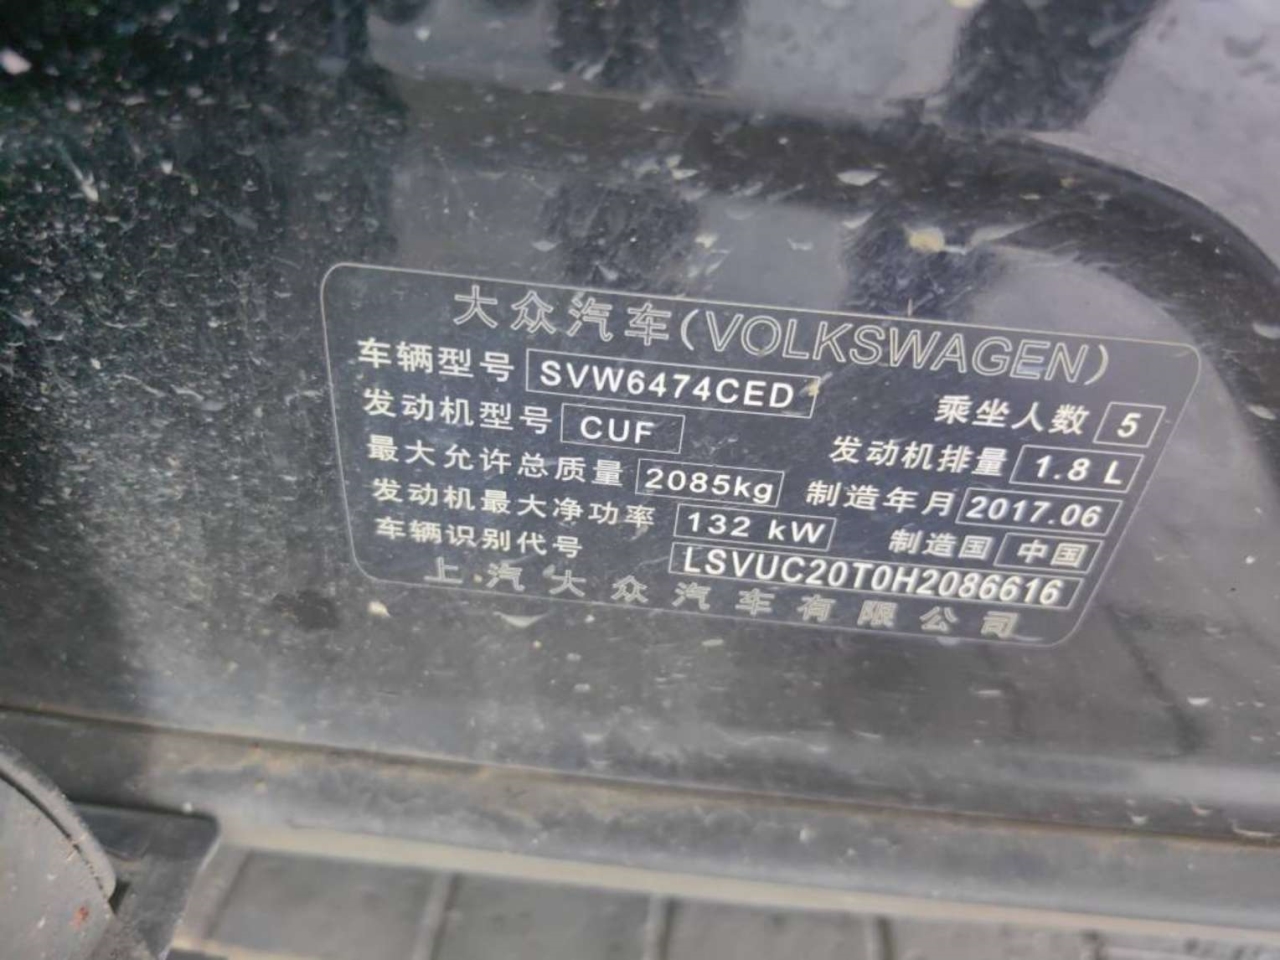 大众汽车(VOLKSWAGEN)
车辆型号 SVW6474CED 乘坐人数 5
发动机型号 CUF 发动机排量 1.8 L
最大允许总质量 2085kg 制造年月 2017.06
发动机最大净功率 132 kW 制造国 中国
车辆识别代号 LSVUC20T0H2086616
上汽大众汽车有限公司